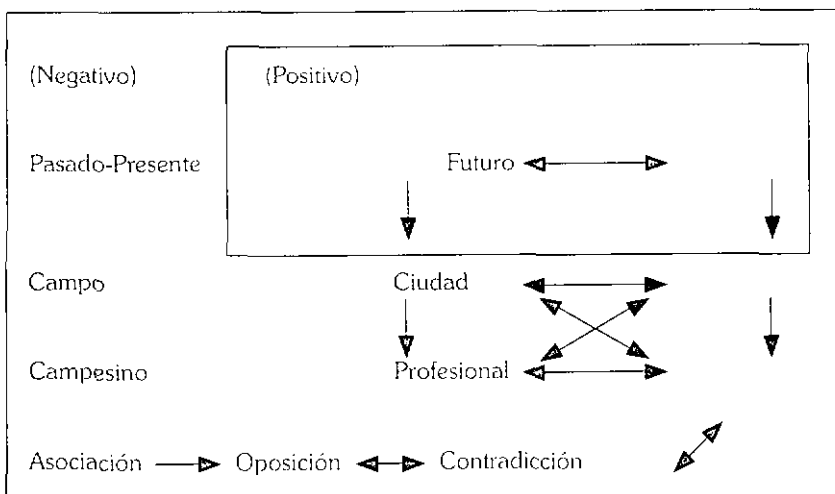 (Negativo) (Positivo)
Pasado-Presente Futuro
Campo Ciudad
Campesino Profesional
Asociación Oposición Contradicción